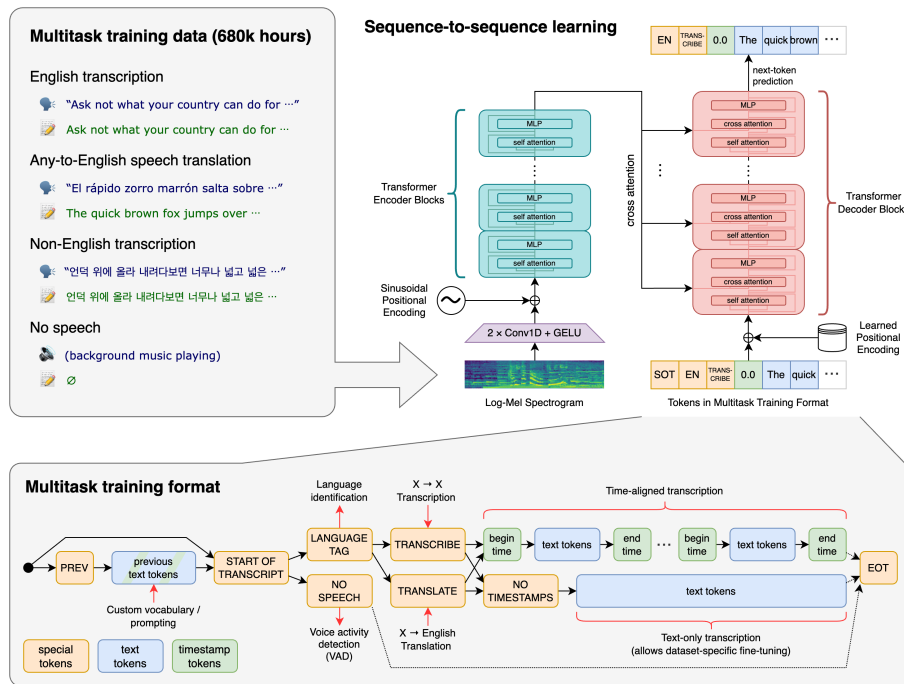 Multitask training data (680k hours)
English transcription
“Ask not what your country can do for ⋯”
Ask not what your country can do for ⋯
Any-to-English speech translation
“El rápido zorro marrón salta sobre ⋯”
The quick brown fox jumps over ⋯
Non-English transcription
“언덕 위에 올라 내려다보면 너무나 넓고 넓은 ⋯”
언덕 위에 올라 내려다보면 너무나 넓고 넓은 ⋯
No speech
(background music playing)
∅
Sequence-to-sequence learning
EN
TRANS-
CRIBE
0.0
The
quick
brown
⋯
next-token
prediction
Transformer
Encoder Blocks
MLP
self attention
MLP
self attention
MLP
self attention
cross attention
MLP
cross attention
self attention
MLP
cross attention
self attention
MLP
cross attention
self attention
Transformer
Decoder Blocks
Sinusoidal
Positional
Encoding
2 × Conv1D + GELU
Log-Mel Spectrogram
Learned
Positional
Encoding
SOT
EN
TRANS-
CRIBE
0.0
The
quick
⋯
Tokens in Multitask Training Format
Multitask training format
Language
identification
X → X
Transcription
Time-aligned transcription
PREV
previous
text tokens
START OF
TRANSCRIPT
LANGUAGE
TAG
NO
SPEECH
TRANSCRIBE
TRANSLATE
begin
time
text tokens
end
time
⋯
begin
time
text tokens
end
time
NO
TIMESTAMPS
text tokens
EOT
Custom vocabulary /
prompting
Voice activity
detection
(VAD)
X → English
Translation
Text-only transcription
(allows dataset-specific fine-tuning)
special
tokens
text
tokens
timestamp
tokens